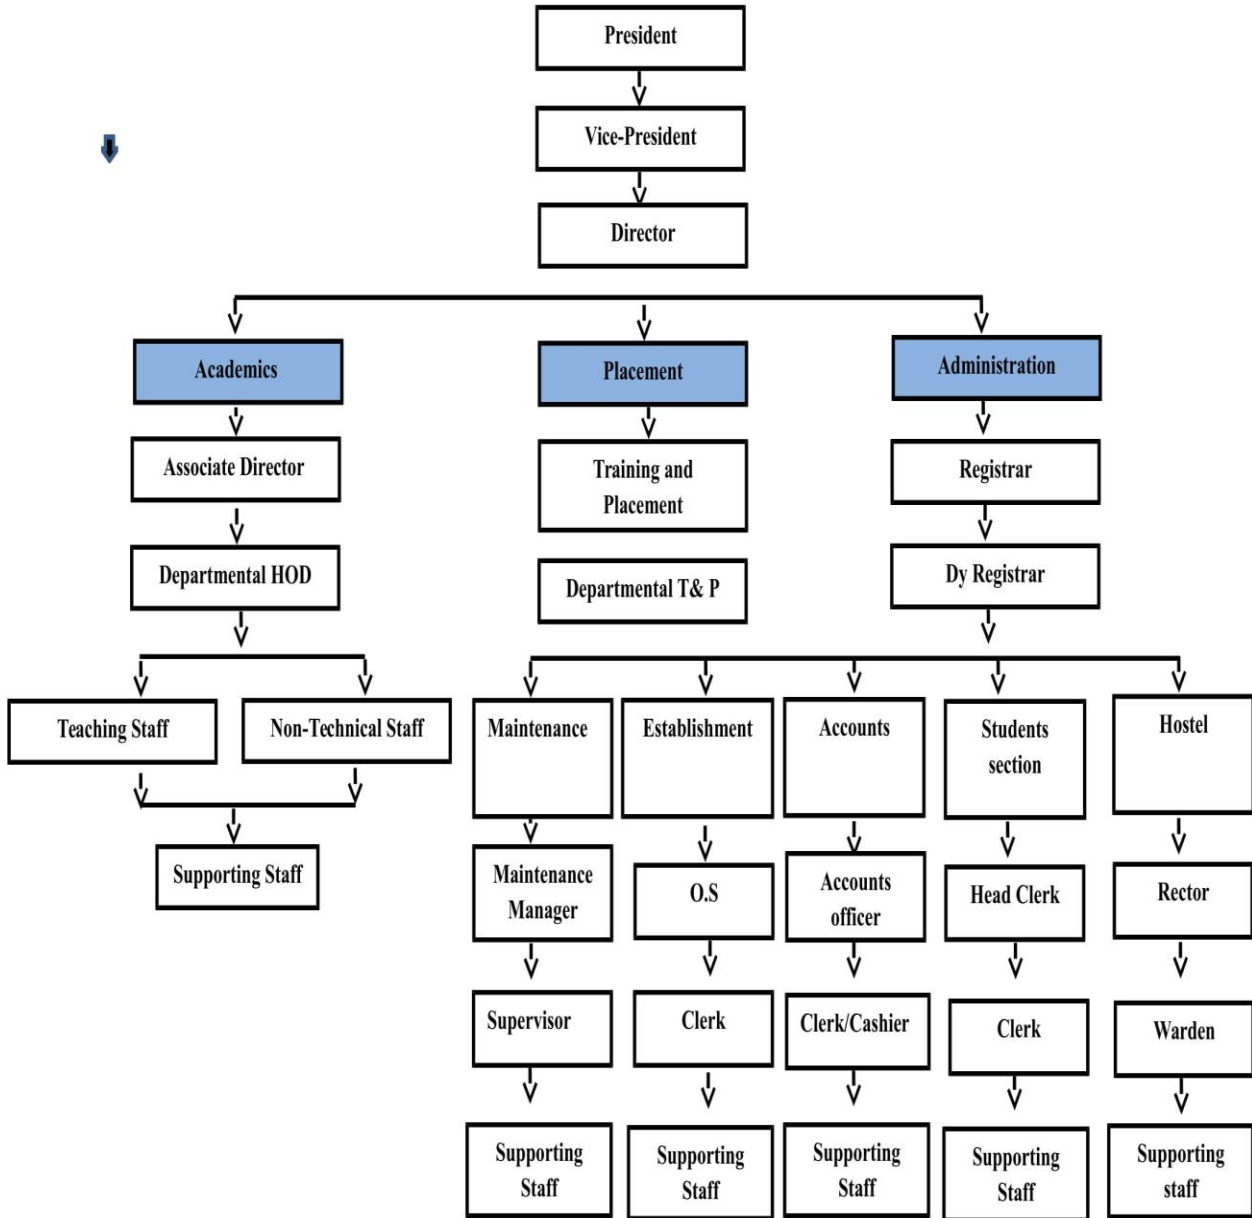 President
Vice-President
Director
Academics
Placement
Administration
Associate Director
Training and
Placement
Registrar
Departmental HOD
Departmental T& P
Dy Registrar
Teaching Staff
Non-Technical Staff
Maintenance
Establishment
Accounts
Students
section
Hostel
Supporting Staff
Maintenance
Manager
O.S
Accounts
officer
Head Clerk
Rector
Supervisor
Clerk
Clerk/Cashier
Clerk
Warden
Supporting
Staff
Supporting
Staff
Supporting
Staff
Supporting
Staff
Supporting
staff